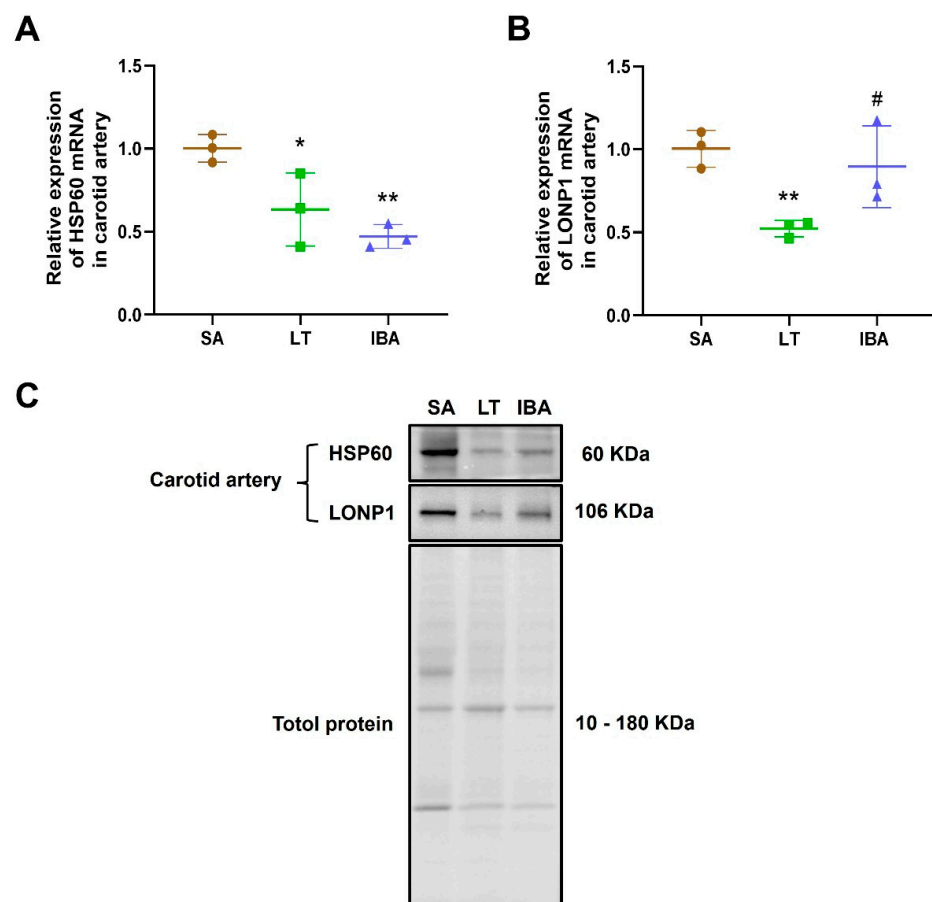 A
Relative expression
of HSP60 mRNA
in carotid artery
1.5
1.0
0.5
0.0
*
**
SA
LT
IBA
B
Relative expression
of LONP1 mRNA
in carotid artery
1.5
1.0
0.5
0.0
**
#
SA
LT
IBA
C
SA LT IBA
Carotid artery
HSP60
60 KDa
LONP1
106 KDa
Totol protein
10 - 180 KDa